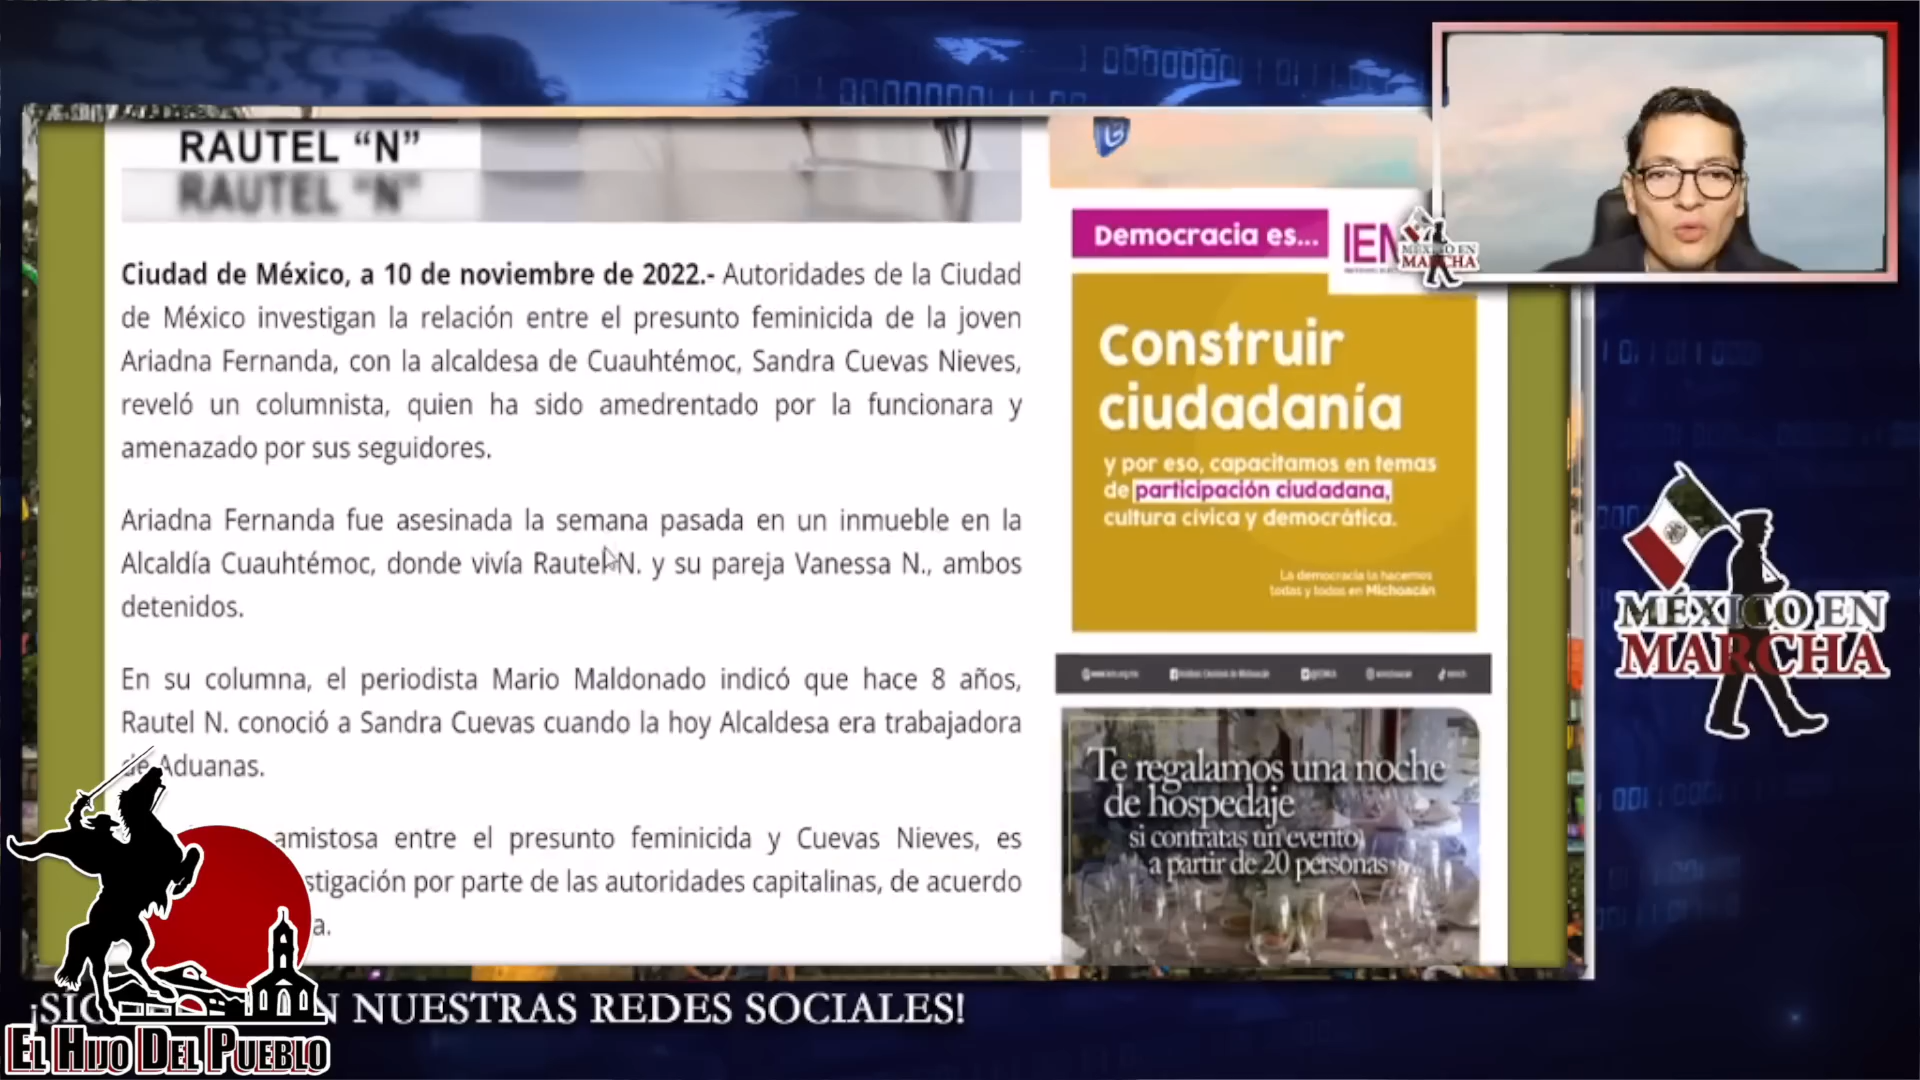 RAUTEL “N”
RAUTEL “N”
Ciudad de México, a 10 de noviembre de 2022.- Autoridades de la Ciudad
de México investigan la relación entre el presunto feminicida de la joven
Ariadna Fernanda, con la alcaldesa de Cuauhtémoc, Sandra Cuevas Nieves,
reveló un columnista, quien ha sido amedrentado por la funcionara y
amenazado por sus seguidores.
Ariadna Fernanda fue asesinada la semana pasada en un inmueble en la
Alcaldía Cuauhtémoc, donde vivía Rautel N. y su pareja Vanessa N., ambos
detenidos.
En su columna, el periodista Mario Maldonado indicó que hace 8 años,
Rautel N. conoció a Sandra Cuevas cuando la hoy Alcaldesa era trabajadora
de Aduanas.
amistosa entre el presunto feminicida y Cuevas Nieves, es
stigación por parte de las autoridades capitalinas, de acuerdo
a.
Democracia es...
IEM
Construir
ciudadanía
y por eso, capacitamos en temas
de participación ciudadana,
cultura cívica y democrática.
La democracia la hacemos
todas y todos en Michoacán
Te regalamos una noche
de hospedaje
si contratas un evento
a partir de 20 personas
MÉXICO EN
MARCHA
MÉXICO EN
MARCHA
¡SIG N NUESTRAS REDES SOCIALES!
EL HIJO DEL PUEBLO